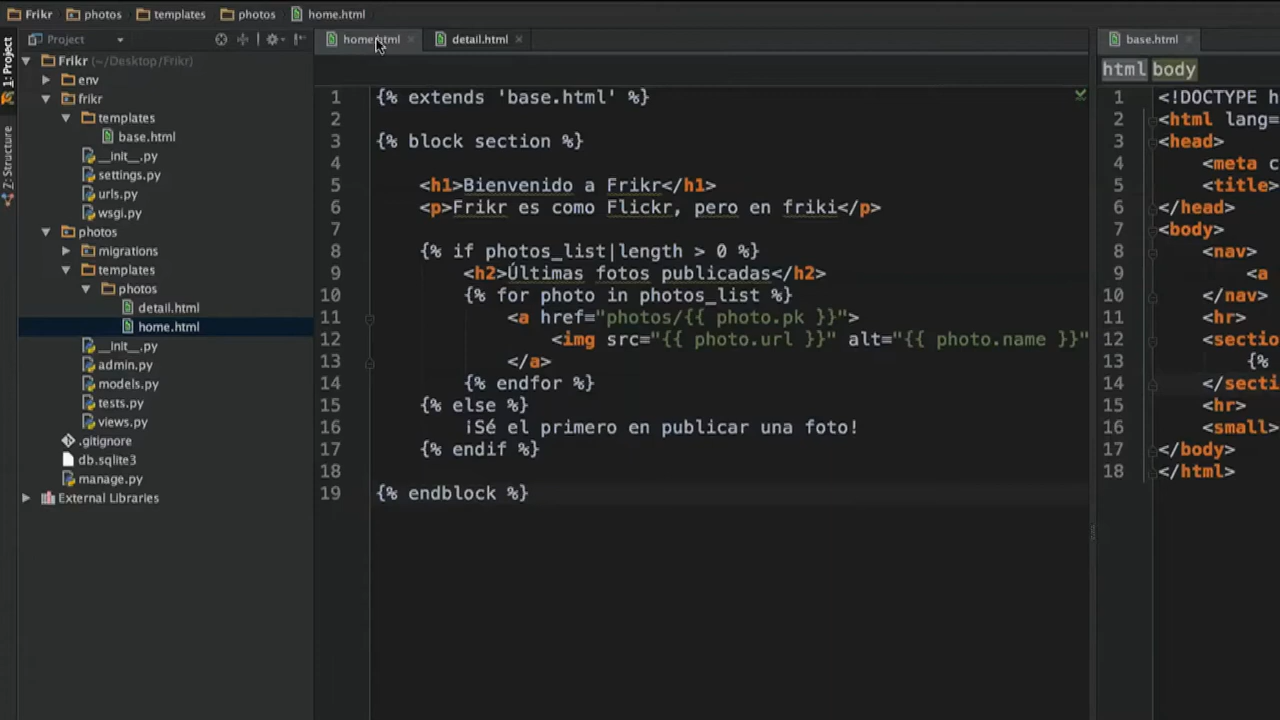 Frikr photos templates photos home.html
1: Project
Z: Structure
Project
Frikr (~/Desktop/Frikr)
env
frikr
templates
base.html
__init__.py
settings.py
urls.py
wsgi.py
photos
migrations
templates
photos
detail.html
home.html
__init__.py
admin.py
models.py
tests.py
views.py
.gitignore
db.sqlite3
manage.py
External Libraries
home.html detail.html
1 {% extends 'base.html' %}
2
3 {% block section %}
4
5 <h1>Bienvenido a Frikr</h1>
6 <p>Frikr es como Flickr, pero en friki</p>
7
8 {% if photos_list|length > 0 %}
9 <h2>Últimas fotos publicadas</h2>
10 {% for photo in photos_list %}
11 <a href="photos/{{ photo.pk }}">
12 <img src="{{ photo.url }}" alt="{{ photo.name }}"
13 </a>
14 {% endfor %}
15 {% else %}
16 ¡Sé el primero en publicar una foto!
17 {% endif %}
18
19 {% endblock %}
base.html
html body
1 <!DOCTYPE h
2 <html lang=
3 <head>
4 <meta c
5 <title>
6 </head>
7 <body>
8 <nav>
9 <a
10 </nav>
11 <hr>
12 <section
13 {%
14 </secti
15 <hr>
16 <small>
17 </body>
18 </html>